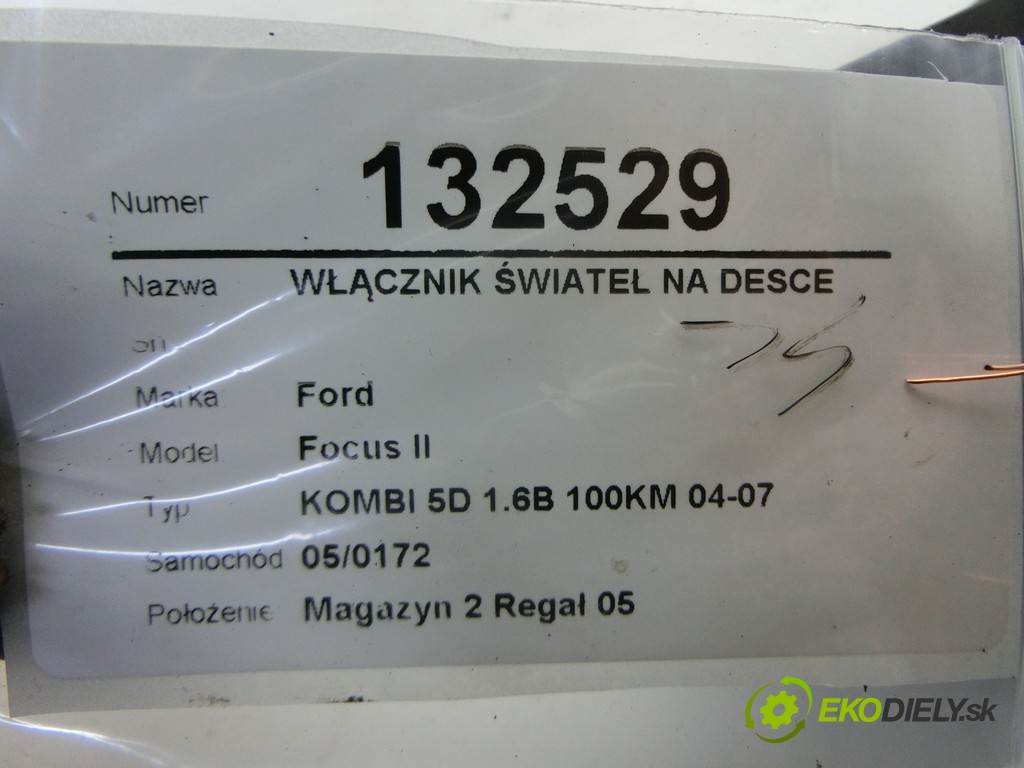 Numer 132529
Nazwa WŁĄCZNIK ŚWIATEŁ NA DESCE
Marka Ford
Model Focus II
Typ KOMBI 5D 1.6B 100KM 04-07
Samochód 05/0172
Położenie Magazyn 2 Regał 05
EKODIELY.sk